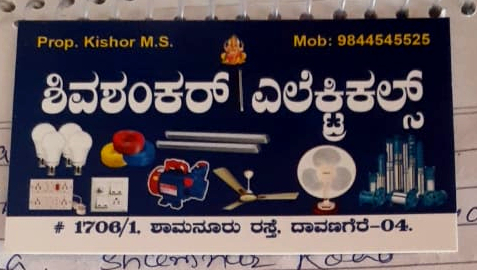 Prop. Kishor M.S. Mob: 9844545525
ಶಿವಶಂಕರ್ ಎಲೆಕ್ಟ್ರಿಕಲ್ಸ್
# 1706/1, ಶಾಮನೂರು ರಸ್ತೆ, ದಾವಣಗೆರೆ-04.